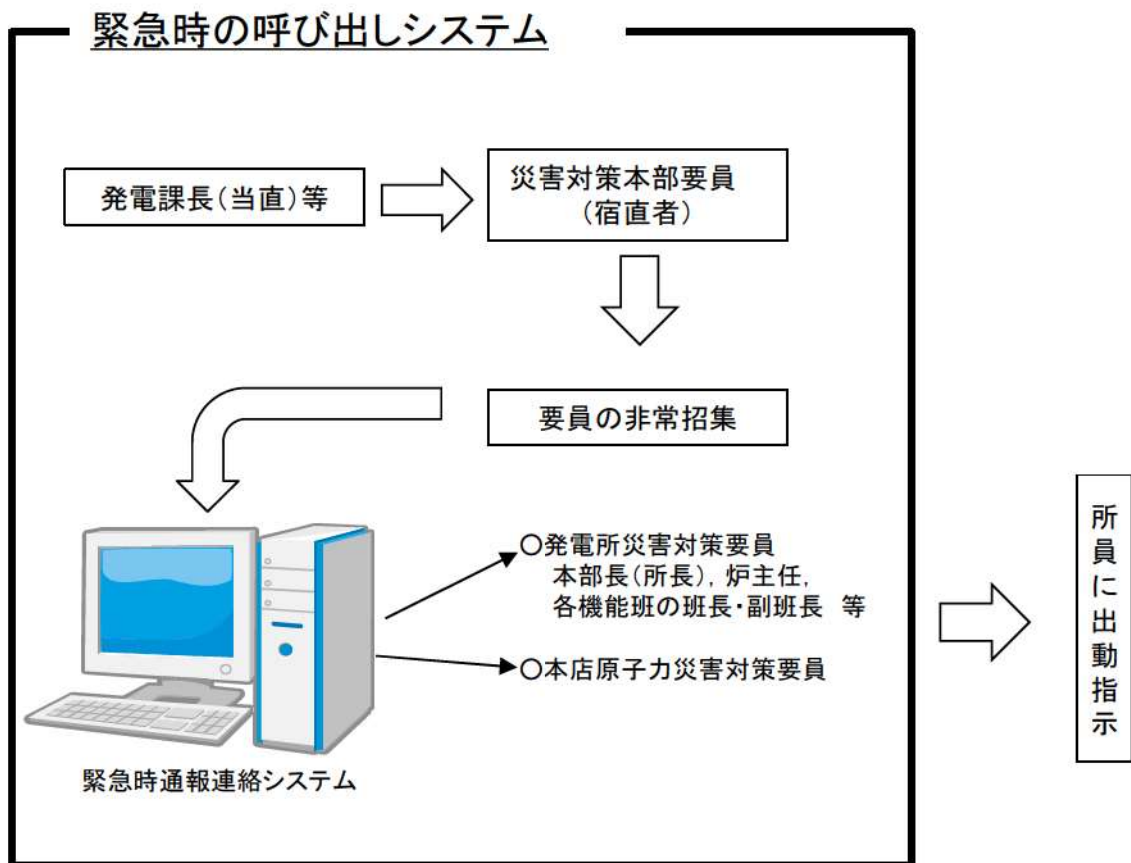 緊急時の呼び出しシステム
発電課長(当直)等
災害対策本部要員
(宿直者)
要員の非常招集
○発電所災害対策要員
本部長(所長),炉主任,
各機能班の班長・副班長 等
○本店原子力災害対策要員
緊急時通報連絡システム
所員に出動指示